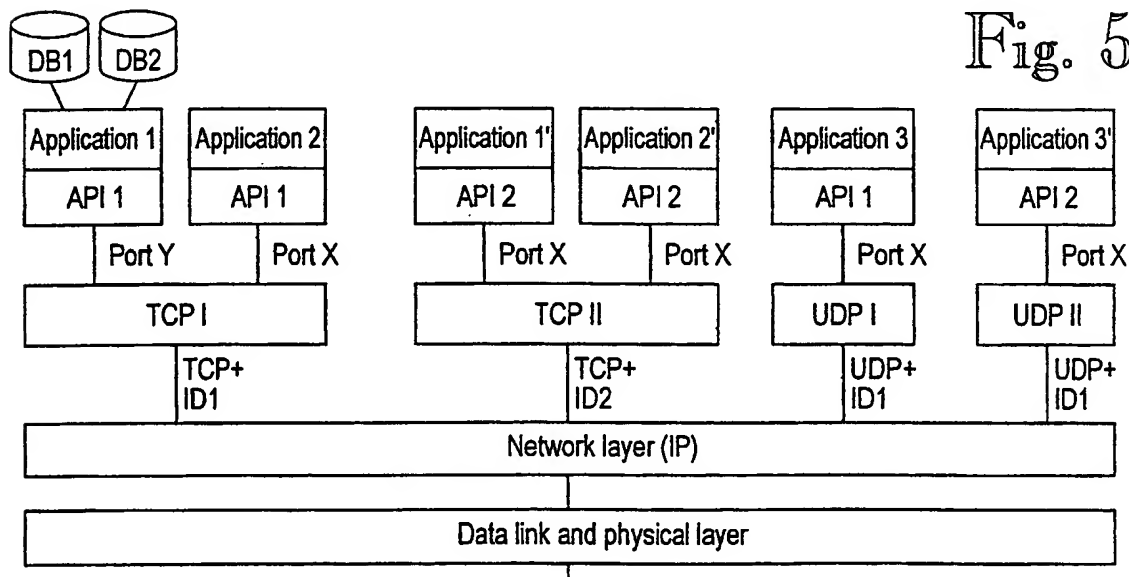 Fig. 5
DB1 DB2
Application 1 Application 2 Application 1' Application 2' Application 3 Application 3'
API 1 API 1 API 2 API 2 API 1 API 2
Port Y Port X Port X Port X Port X Port X
TCP I TCP II UDP I UDP II
TCP+ TCP+ UDP+ UDP+
ID1 ID2 ID1 ID1
Network layer (IP)
Data link and physical layer